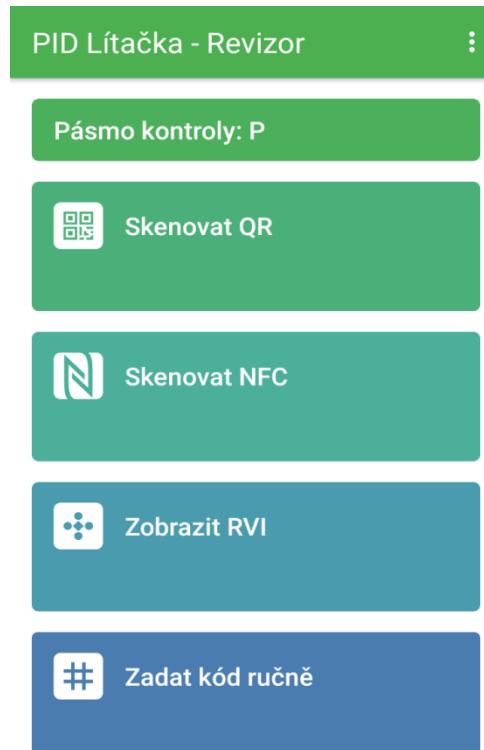 PID Lítačka - Revizor
Pásmo kontroly: P
Skenovat QR
Skenovat NFC
Zobrazit RVI
Zadat kód ručně